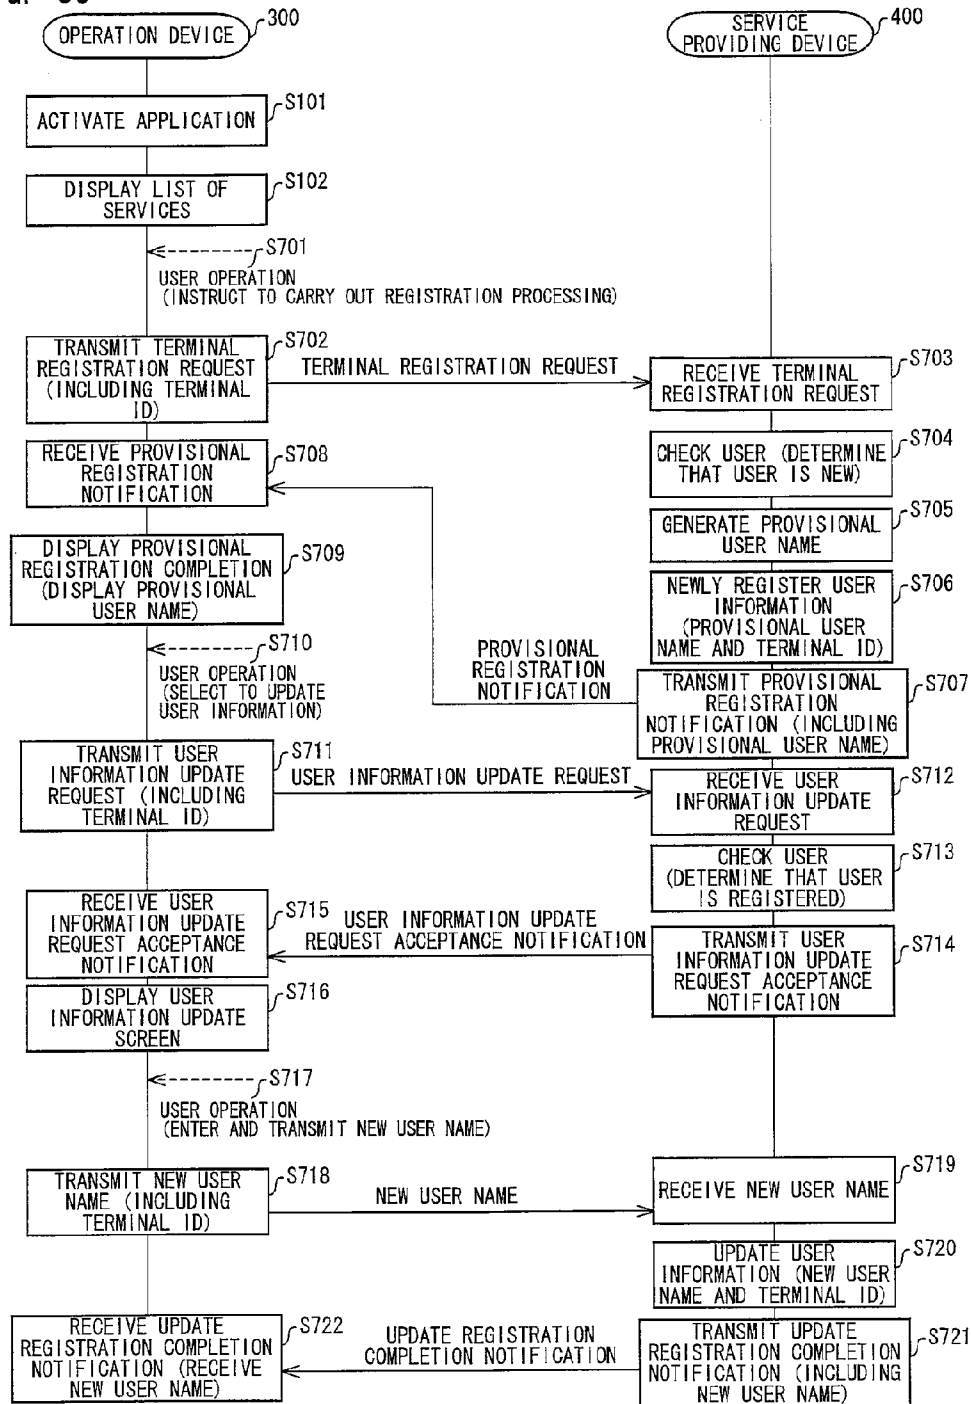 OPERATION DEVICE
300
SERVICE
PROVIDING DEVICE
400
ACTIVATE APPLICATION
S101
DISPLAY LIST OF
SERVICES
S102
S701
USER OPERATION
(INSTRUCT TO CARRY OUT REGISTRATION PROCESSING)
TRANSMIT TERMINAL
REGISTRATION REQUEST
(INCLUDING TERMINAL
ID)
S702
TERMINAL REGISTRATION REQUEST
RECEIVE TERMINAL
REGISTRATION REQUEST
S703
CHECK USER (DETERMINE
THAT USER IS NEW)
S704
GENERATE PROVISIONAL
USER NAME
S705
NEWLY REGISTER USER
INFORMATION
(PROVISIONAL USER
NAME AND TERMINAL ID)
S706
TRANSMIT PROVISIONAL
REGISTRATION
NOTIFICATION (INCLUDING
PROVISIONAL USER NAME)
S707
PROVISIONAL
REGISTRATION
NOTIFICATION
RECEIVE PROVISIONAL
REGISTRATION
NOTIFICATION
S708
DISPLAY PROVISIONAL
REGISTRATION COMPLETION
(DISPLAY PROVISIONAL
USER NAME)
S709
S710
USER OPERATION
(SELECT TO UPDATE
USER INFORMATION)
TRANSMIT USER
INFORMATION UPDATE
REQUEST (INCLUDING
TERMINAL ID)
S711
USER INFORMATION UPDATE REQUEST
RECEIVE USER
INFORMATION UPDATE
REQUEST
S712
CHECK USER
(DETERMINE THAT USER
IS REGISTERED)
S713
TRANSMIT USER
INFORMATION UPDATE
REQUEST ACCEPTANCE
NOTIFICATION
S714
USER INFORMATION UPDATE
REQUEST ACCEPTANCE NOTIFICATION
RECEIVE USER
INFORMATION UPDATE
REQUEST ACCEPTANCE
NOTIFICATION
S715
DISPLAY USER
INFORMATION UPDATE
SCREEN
S716
S717
USER OPERATION
(ENTER AND TRANSMIT NEW USER NAME)
TRANSMIT NEW USER
NAME (INCLUDING
TERMINAL ID)
S718
NEW USER NAME
RECEIVE NEW USER NAME
S719
UPDATE USER
INFORMATION (NEW USER
NAME AND TERMINAL ID)
S720
TRANSMIT UPDATE
REGISTRATION COMPLETION
NOTIFICATION (INCLUDING
NEW USER NAME)
S721
UPDATE REGISTRATION
COMPLETION NOTIFICATION
RECEIVE UPDATE
REGISTRATION COMPLETION
NOTIFICATION (RECEIVE
NEW USER NAME)
S722